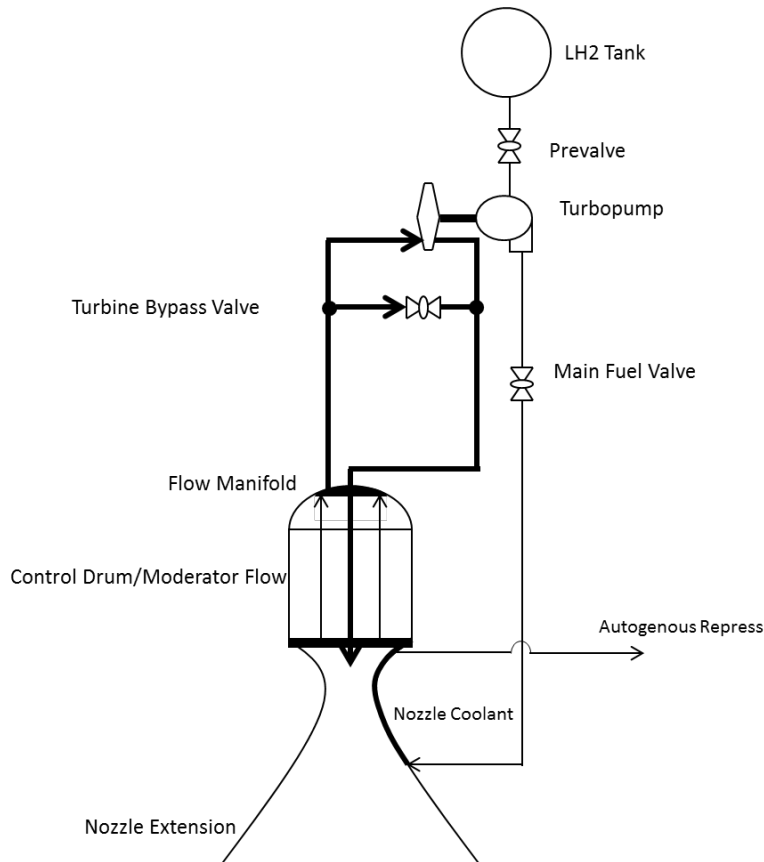 LH2 Tank
Prevalve
Turbopump
Turbine Bypass Valve
Main Fuel Valve
Flow Manifold
Control Drum/Moderator Flow
Autogenous Repress
Nozzle Coolant
Nozzle Extension